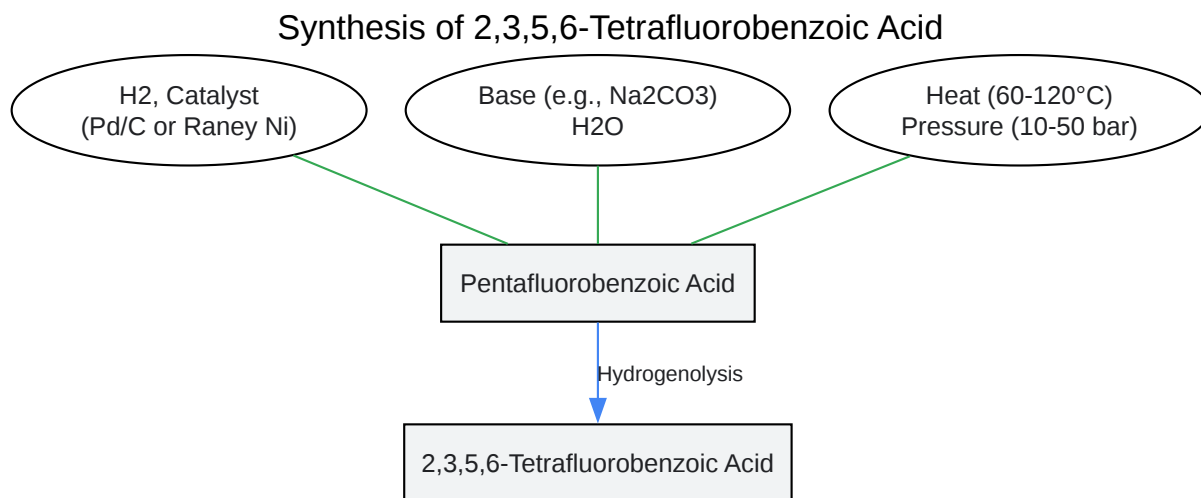 Synthesis of 2,3,5,6-Tetrafluorobenzoic Acid
H2, Catalyst
(Pd/C or Raney Ni)
Base (e.g., Na2CO3)
H2O
Heat (60-120°C)
Pressure (10-50 bar)
Pentafluorobenzoic Acid
Hydrogenolysis
2,3,5,6-Tetrafluorobenzoic Acid